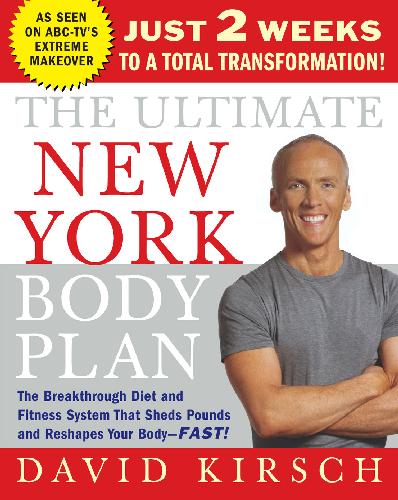 AS SEEN
ON ABC-TV'S
EXTREME
MAKEOVER
JUST 2 WEEKS
TO A TOTAL TRANSFORMATION!
THE ULTIMATE
NEW
YORK
BODY
PLAN
The Breakthrough Diet and
Fitness System That Sheds Pounds
and Reshapes Your Body—FAST!
DAVID KIRSCH